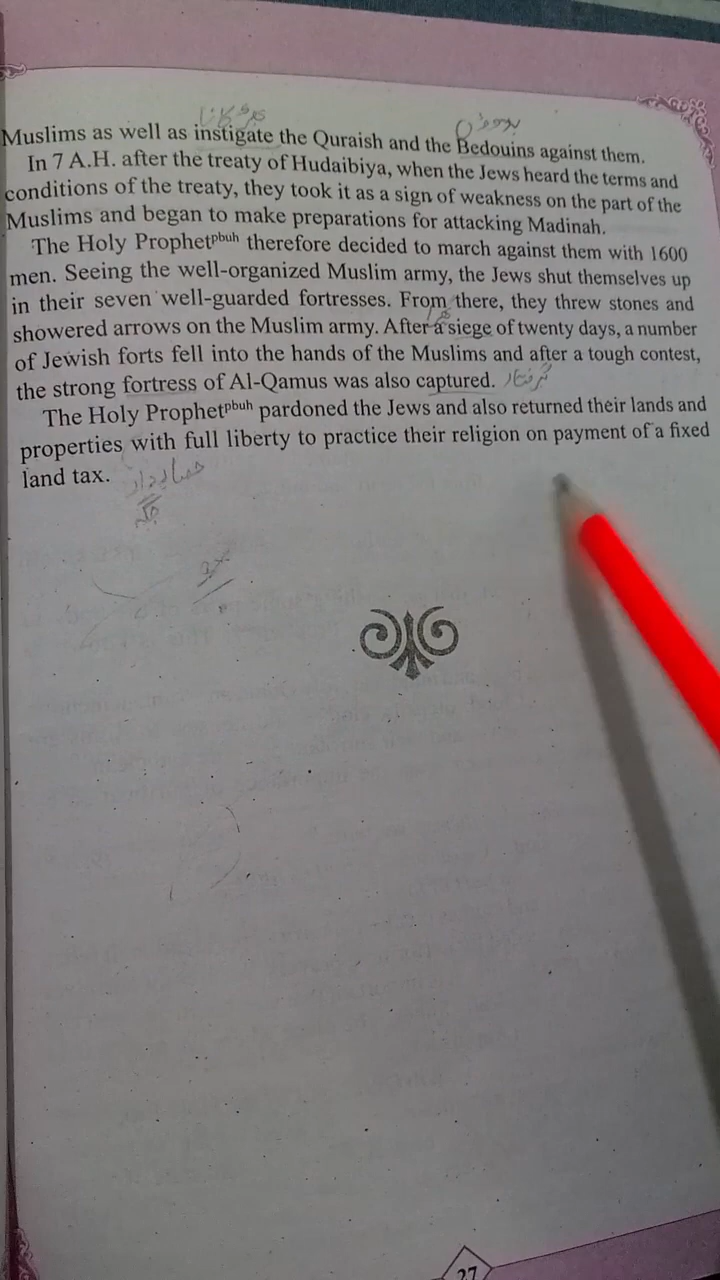 بھڑکانا
بدوؤں
Muslims as well as instigate the Quraish and the Bedouins against them.
In 7 A.H. after the treaty of Hudaibiya, when the Jews heard the terms and
conditions of the treaty, they took it as a sign of weakness on the part of the
Muslims and began to make preparations for attacking Madinah.
The Holy Prophetpbuh therefore decided to march against them with 1600
men. Seeing the well-organized Muslim army, the Jews shut themselves up
in their seven well-guarded fortresses. From there, they threw stones and
showered arrows on the Muslim army. After a siege of twenty days, a number
of Jewish forts fell into the hands of the Muslims and after a tough contest,
the strong fortress of Al-Qamus was also captured. گرفتار
The Holy Prophetpbuh pardoned the Jews and also returned their lands and
properties with full liberty to practice their religion on payment of a fixed
land tax.
جگہ
27